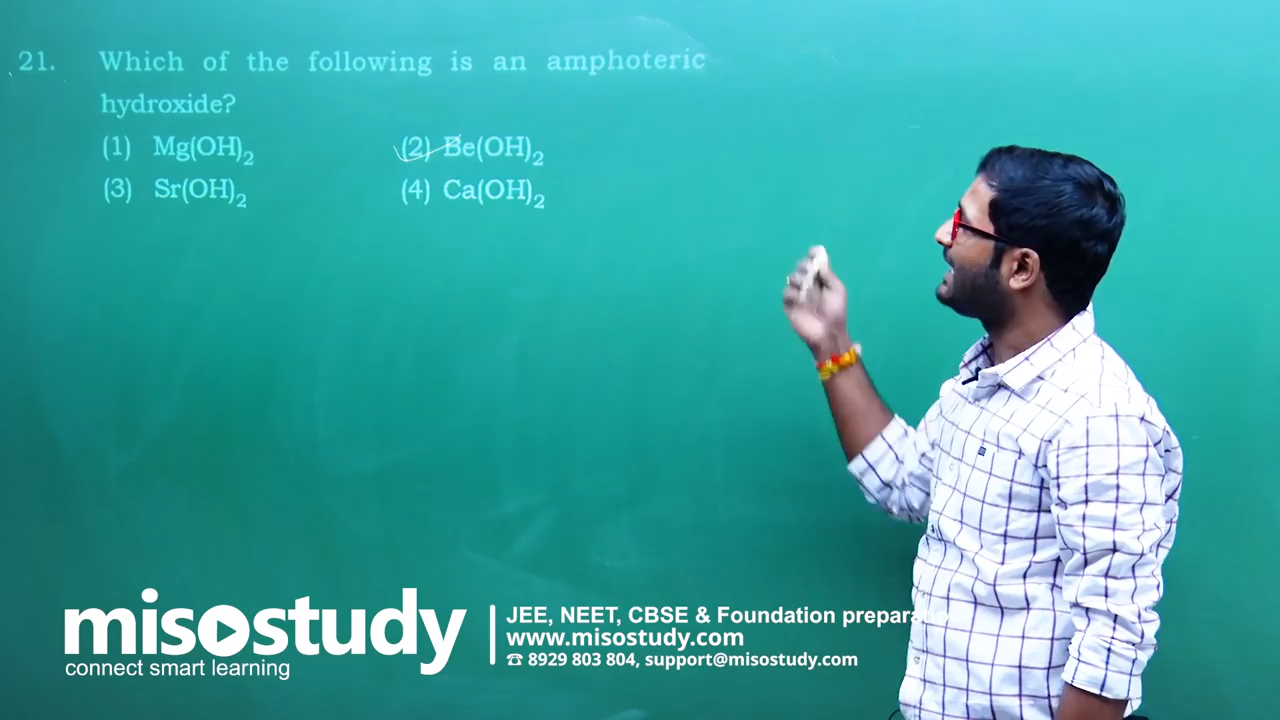 21. Which of the following is an amphoteric
hydroxide?
(1) Mg(OH)₂ (2) Be(OH)₂
(3) Sr(OH)₂ (4) Ca(OH)₂
misostudy
connect smart learning
JEE, NEET, CBSE & Foundation preparatio
www.misostudy.com
☎ 8929 803 804, support@misostudy.com